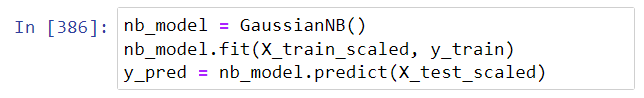 In [386]: nb_model = GaussianNB()
nb_model.fit(X_train_scaled, y_train)
y_pred = nb_model.predict(X_test_scaled)